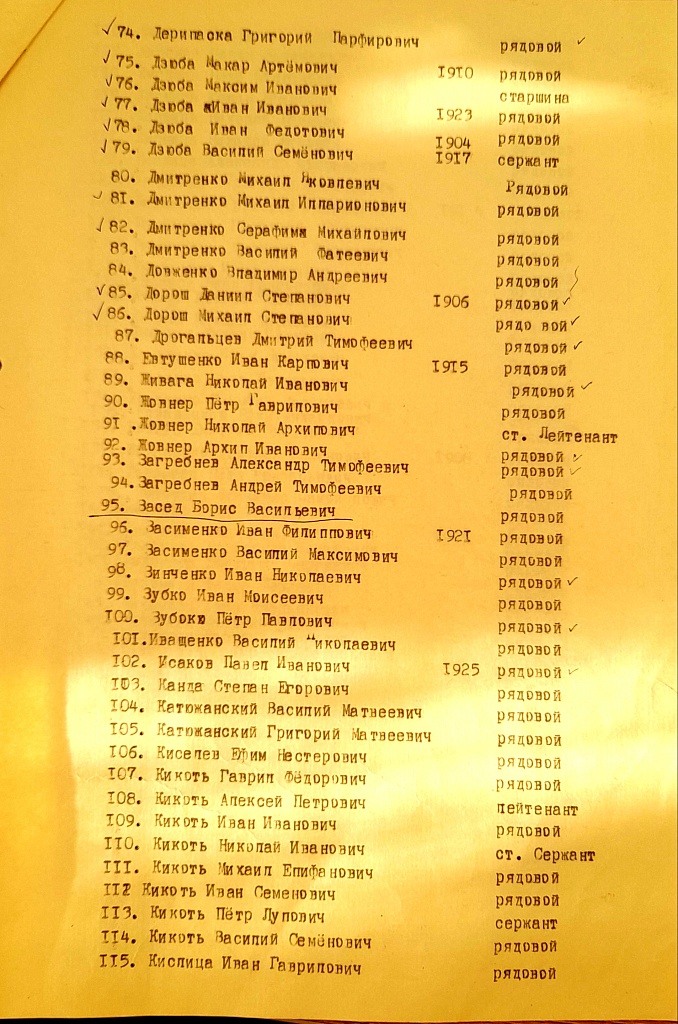 74. Дерипаска Григорий Парфирович рядовой
75. Дзюба Макар Артёмович 1910 рядовой
76. Дзюба Максим Иванович старшина
77. Дзюба Иван Иванович 1923 рядовой
78. Дзюба Иван Федотович 1904 рядовой
79. Дзюба Василий Семёнович 1917 сержант
80. Дмитренко Михаил Яковлевич Рядовой
81. Дмитренко Михаил Илларионович рядовой
82. Дмитренко Серафима Михайлович рядовой
83. Дмитренко Василий Фатеевич рядовой
84. Довженко Владимир Андреевич рядовой
85. Дорош Даниил Степанович 1906 рядовой
86. Дорош Михаил Степанович рядо вой
87. Дрогальцев Дмитрий Тимофеевич рядовой
88. Евтушенко Иван Карпович 1915 рядовой
89. Живага Николай Иванович рядовой
90. Жовнер Пётр Гаврилович рядовой
91 .Жовнер Николай Архипович ст. Лейтенант
92. Жовнер Архип Иванович рядовой
93. Загребнев Александр Тимофеевич рядовой
94. Загребнев Андрей Тимофеевич рядовой
95. Засед Борис Васильевич рядовой
96. Засименко Иван Филиппович 1921 рядовой
97. Засименко Василий Максимович рядовой
98. Зинченко Иван Николаевич рядовой
99. Зубко Иван Моисеевич рядовой
100. Зубокю Пётр Павлович рядовой
101.Иващенко Василий Николаевич рядовой
102. Исаков Павел Иванович 1925 рядовой
103. Канда Степан Егорович рядовой
104. Катюжанский Василий Матвеевич рядовой
105. Катюжанский Григорий Матвеевич рядовой
106. Киселев Ефим Нестерович рядовой
107. Кикоть Гаврил Фёдорович рядовой
108. Кикоть Алексей Петрович лейтенант
109. Кикоть Иван Иванович рядовой
110. Кикоть Николай Иванович ст. Сержант
111. Кикоть Михаил Епифанович рядовой
112 Кикоть Иван Семенович рядовой
113. Кикоть Пётр Лупович сержант
114. Кикоть Василий Семёнович рядовой
115. Кислица Иван Гаврилович рядовой